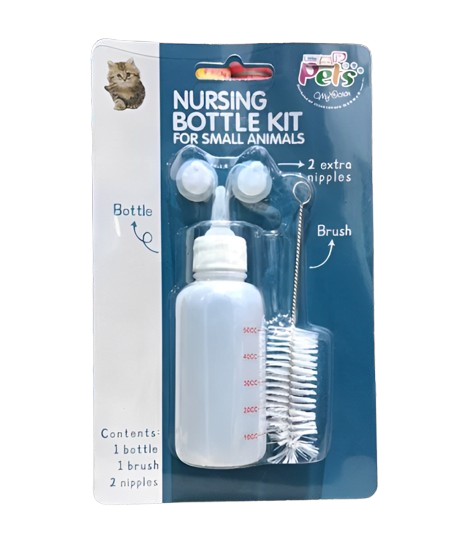 Pets
NURSING
BOTTLE KIT
FOR SMALL ANIMALS
2 extra
nipples
Bottle
Brush
50CC
40CC
30CC
20CC
10CC
Contents:
1 bottle
1 brush
2 nipples